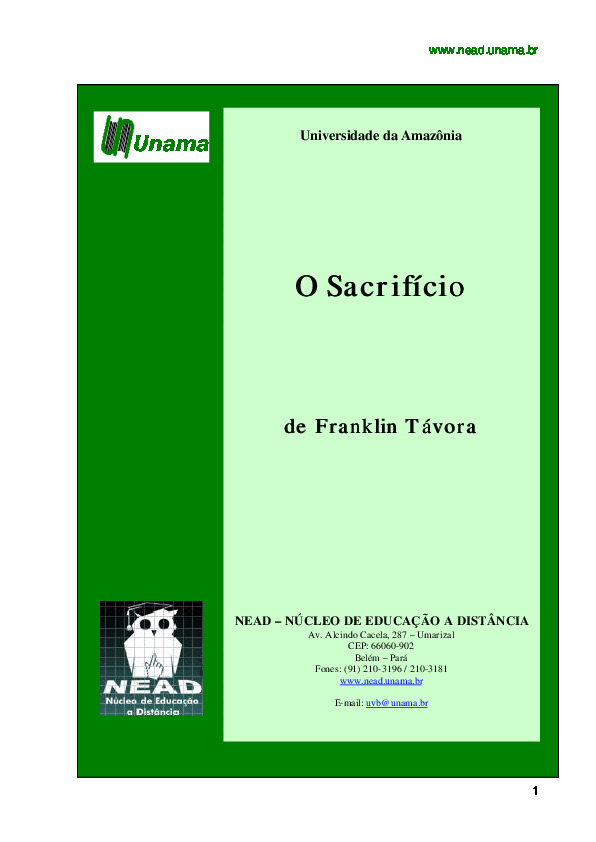 www.nead.unama.br
Unama
Universidade da Amazônia
O Sacrifício
de Franklin Távora
NEAD – NÚCLEO DE EDUCAÇÃO A DISTÂNCIA
Av. Alcindo Cacela, 287 – Umarizal
CEP: 66060-902
Belém – Pará
Fones: (91) 210-3196 / 210-3181
www.nead.unama.br
E-mail: uvb@unama.br
NEAD
Núcleo de Educação
a Distância
1